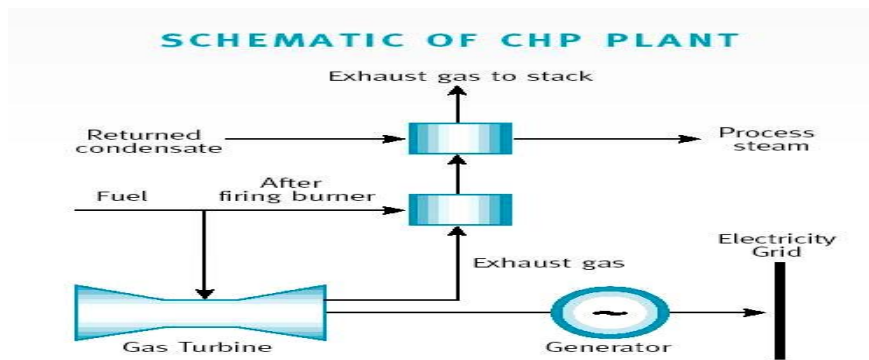 SCHEMATIC OF CHP PLANT
Exhaust gas to stack
Returned
condensate
Process
steam
Fuel
After
firing burner
Electricity
Grid
Exhaust gas
~
Gas Turbine
Generator